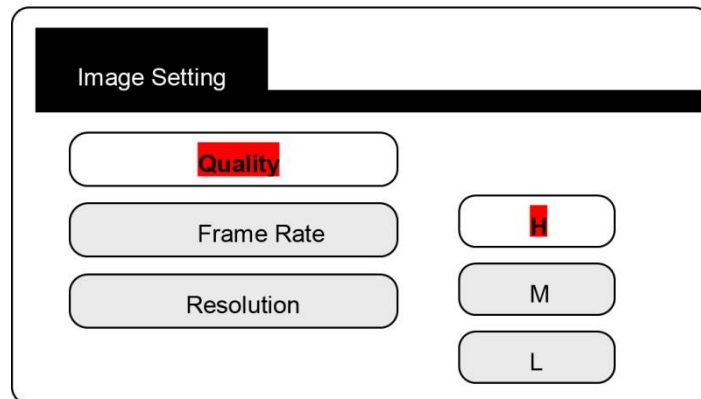 Image Setting
Quality
Frame Rate
Resolution
H
M
L